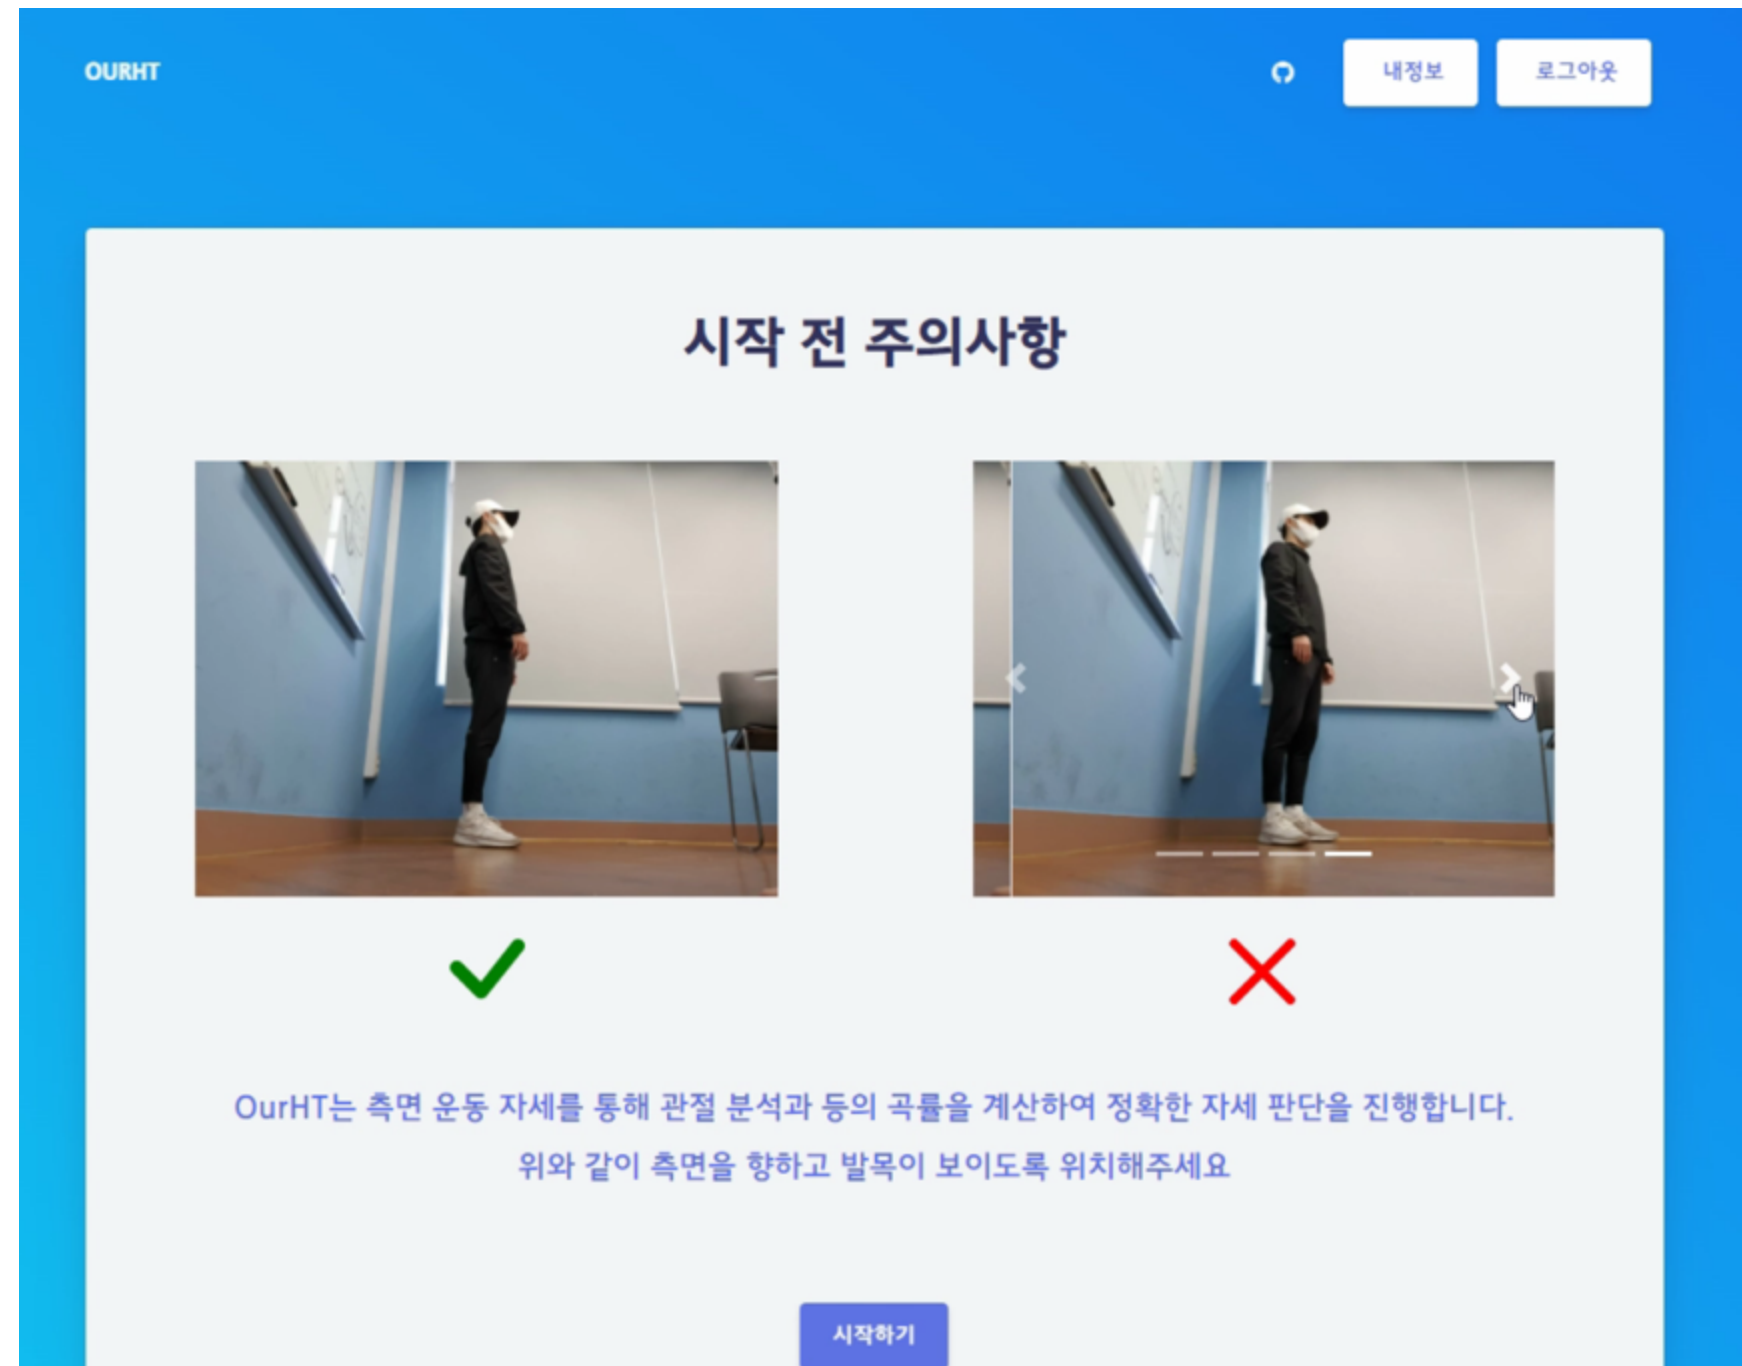 OURHT
내정보
로그아웃
시작 전 주의사항
OurHT는 측면 운동 자세를 통해 관절 분석과 등의 곡률을 계산하여 정확한 자세 판단을 진행합니다.
위와 같이 측면을 향하고 발목이 보이도록 위치해주세요
시작하기